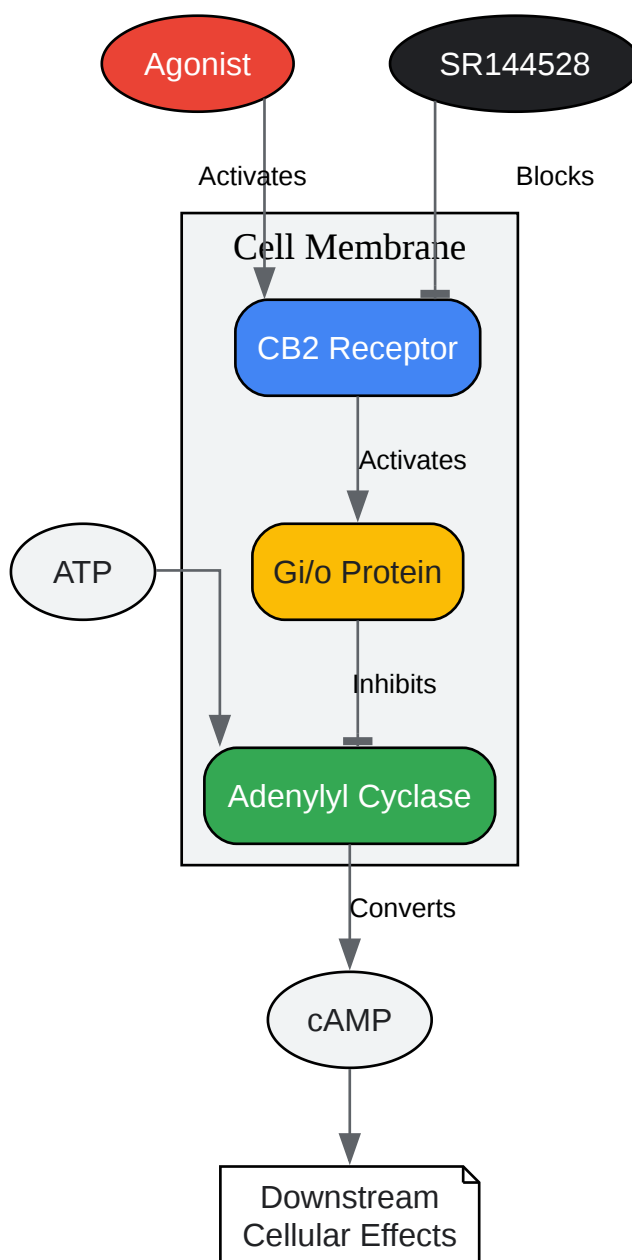 Agonist
SR144528
Activates
Blocks
Cell Membrane
CB2 Receptor
Activates
ATP
Gi/o Protein
Inhibits
Adenylyl Cyclase
Converts
cAMP
Downstream
Cellular Effects